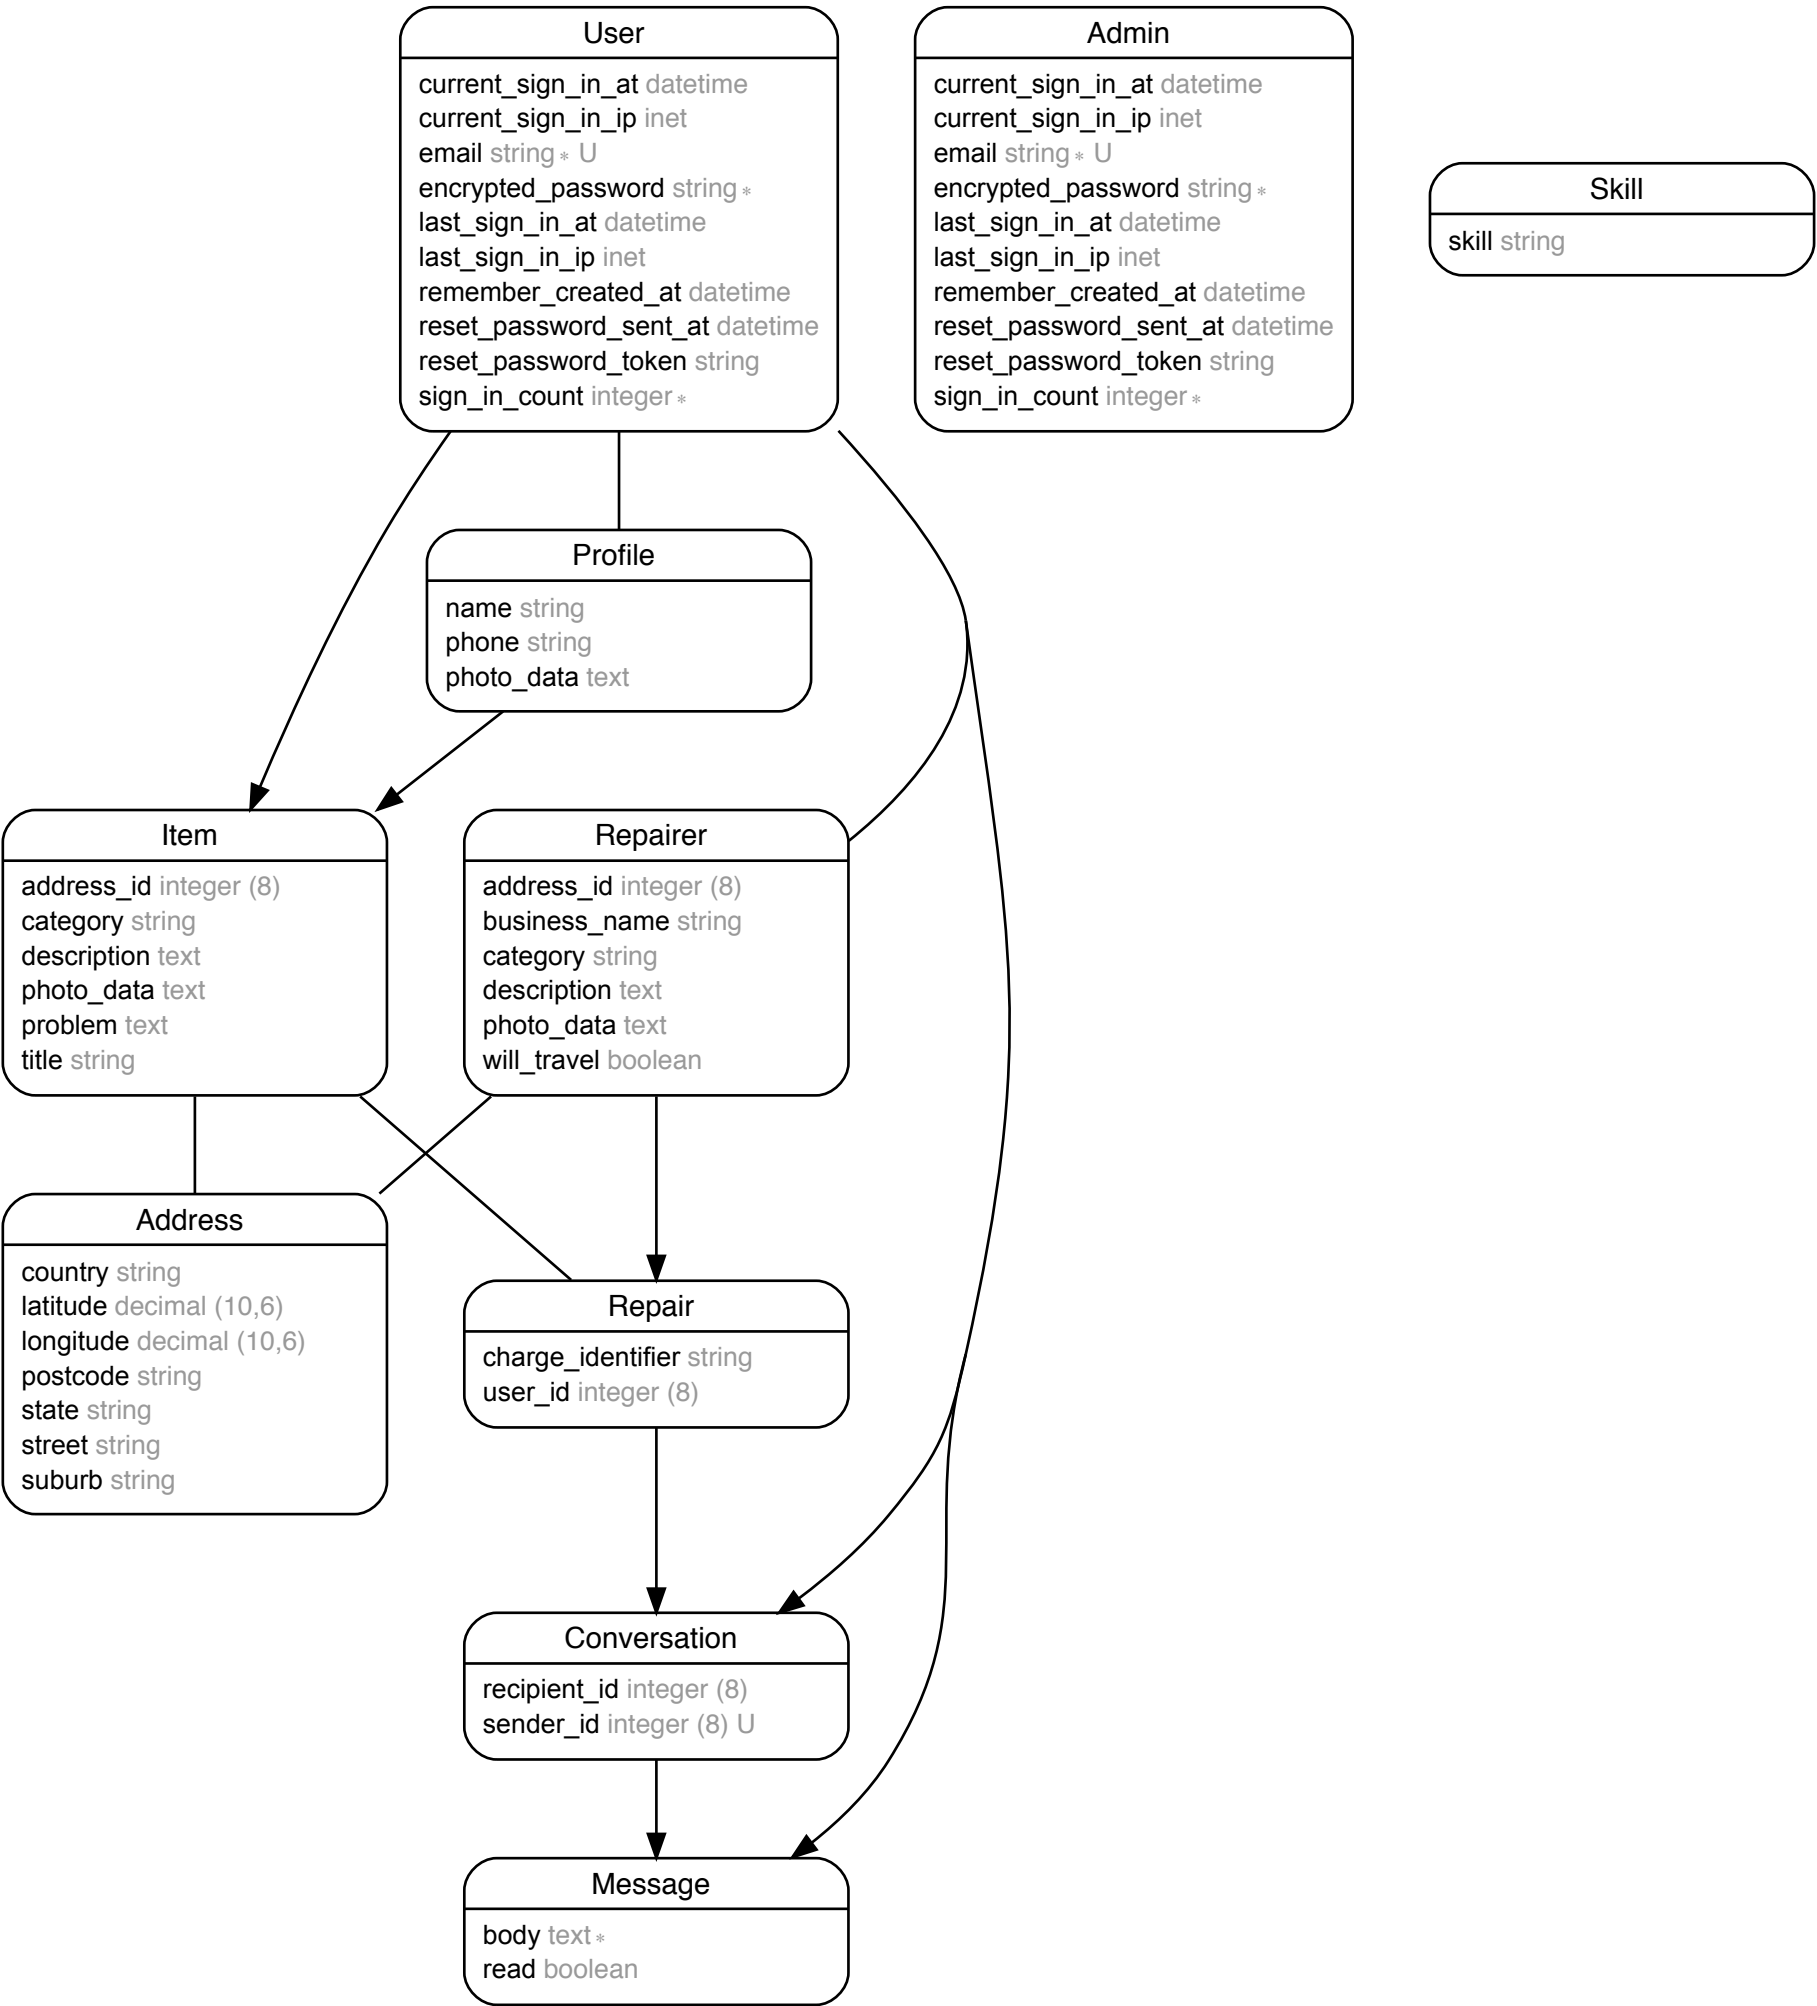 User
current_sign_in_at datetime
current_sign_in_ip inet
email string * U
encrypted_password string *
last_sign_in_at datetime
last_sign_in_ip inet
remember_created_at datetime
reset_password_sent_at datetime
reset_password_token string
sign_in_count integer *
Admin
current_sign_in_at datetime
current_sign_in_ip inet
email string * U
encrypted_password string *
last_sign_in_at datetime
last_sign_in_ip inet
remember_created_at datetime
reset_password_sent_at datetime
reset_password_token string
sign_in_count integer *
Skill
skill string
Profile
name string
phone string
photo_data text
Item
address_id integer (8)
category string
description text
photo_data text
problem text
title string
Repairer
address_id integer (8)
business_name string
category string
description text
photo_data text
will_travel boolean
Address
country string
latitude decimal (10,6)
longitude decimal (10,6)
postcode string
state string
street string
suburb string
Repair
charge_identifier string
user_id integer (8)
Conversation
recipient_id integer (8)
sender_id integer (8) U
Message
body text *
read boolean